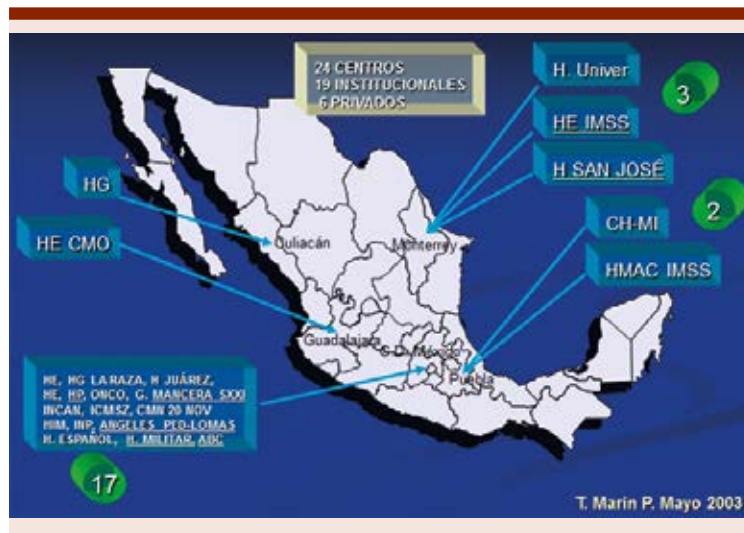 24 CENTROS
19 INSTITUCIONALES
6 PRIVADOS
H. Univer
3
HE IMSS
H SAN JOSÉ
2
HG
CH-MI
HE CMO
HMAC IMSS
Culiacán
Monterrey
Guadalajara
México
Puebla
HE, HG LA RAZA, H JUÁREZ,
HE, HP, ONCO, G. MANCERA SXXI
INCAN, ICMSZ, CMN 20 NOV
HIM, INP, ANGELES PED-LOMAS
H. ESPAÑOL, H. MILITAR, ABC
17
T. Marin P. Mayo 2003